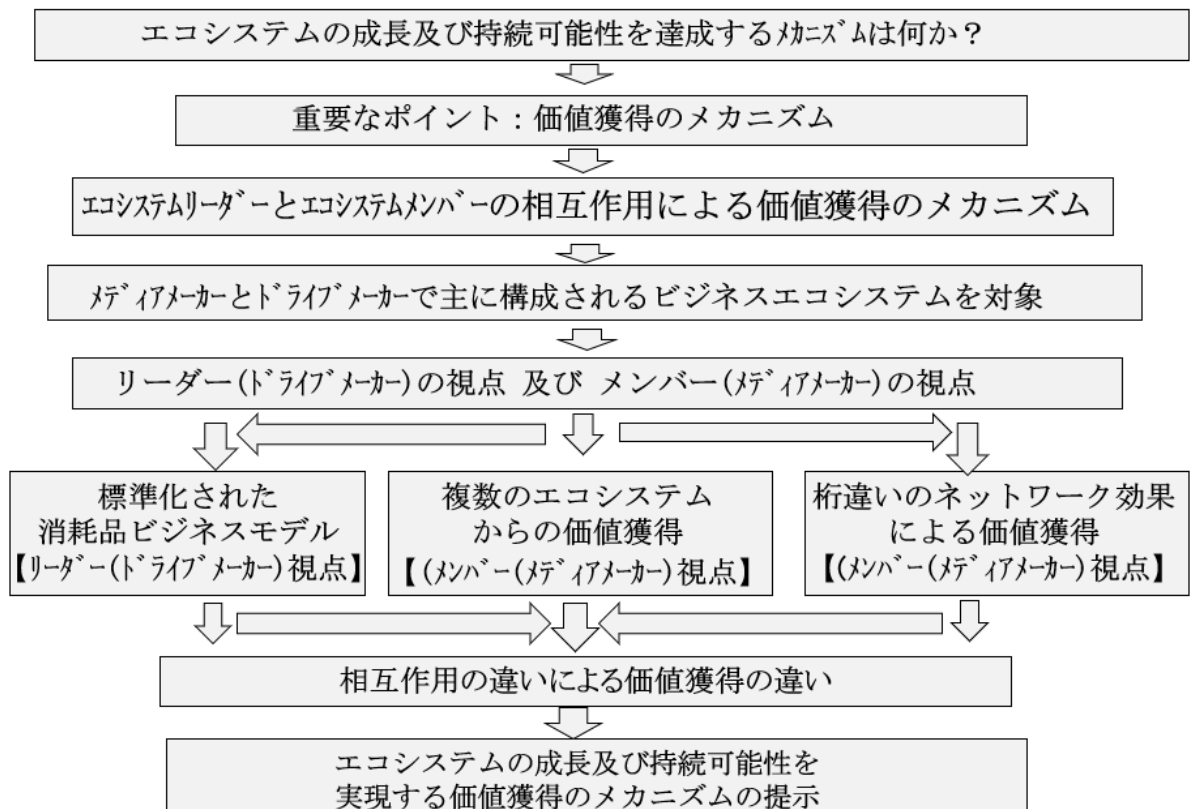 エコシステムの成長及び持続可能性を達成するﾒｶﾆｽﾞﾑは何か？
重要なポイント：価値獲得のメカニズム
ｴｺｼｽﾃﾑﾘｰﾀﾞｰとｴｺｼｽﾃﾑﾒﾝﾊﾞｰの相互作用による価値獲得のメカニズム
ﾒﾃﾞｨｱﾒｰｶｰとﾄﾞﾗｲﾌﾞﾒｰｶｰで主に構成されるビジネスエコシステムを対象
リーダー(ﾄﾞﾗｲﾌﾞﾒｰｶｰ)の視点 及び メンバー(ﾒﾃﾞｨｱﾒｰｶｰ)の視点
標準化された
消耗品ビジネスモデル
【ﾘｰﾀﾞｰ(ﾄﾞﾗｲﾌﾞﾒｰｶｰ)視点】
複数のエコシステム
からの価値獲得
【(ﾒﾝﾊﾞｰ(ﾒﾃﾞｨｱﾒｰｶｰ)視点】
桁違いのネットワーク効果
による価値獲得
【(ﾒﾝﾊﾞｰ(ﾒﾃﾞｨｱﾒｰｶｰ)視点】
相互作用の違いによる価値獲得の違い
エコシステムの成長及び持続可能性を
実現する価値獲得のメカニズムの提示